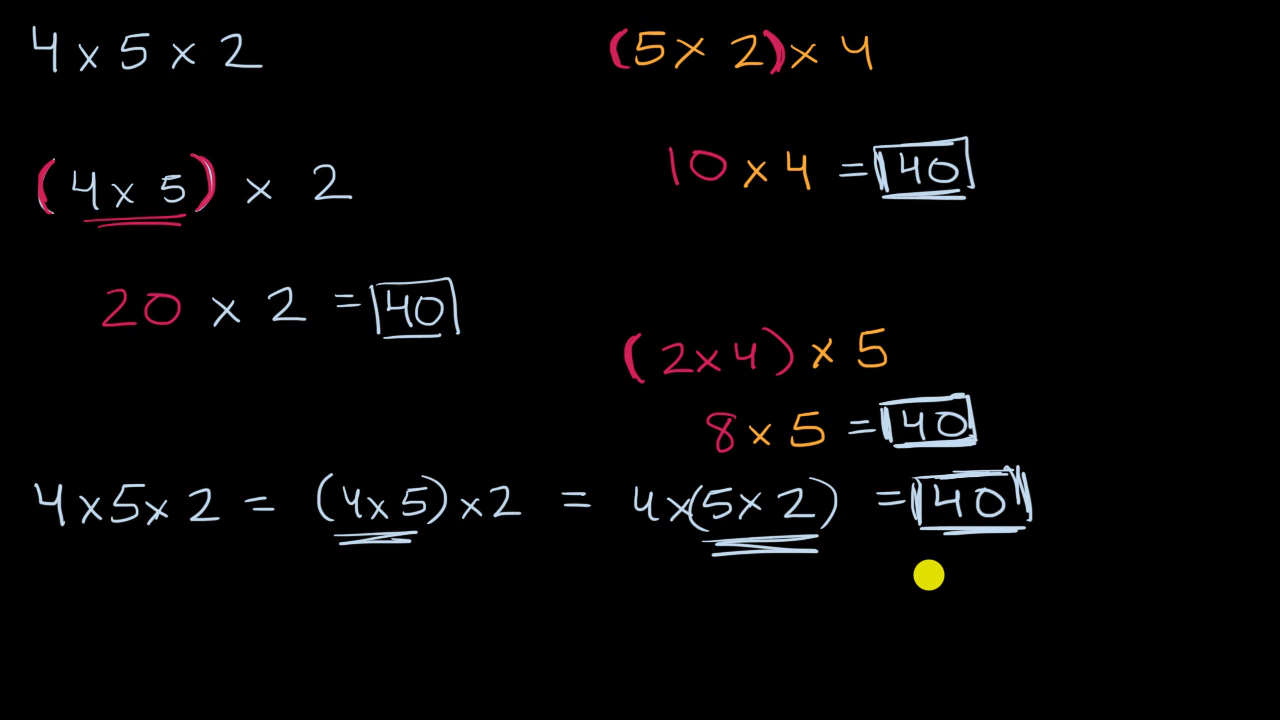 4 x 5 x 2
(4 x 5) x 2
20 x 2 = 40
(5 x 2) x 4
10 x 4 = 40
(2 x 4) x 5
8 x 5 = 40
4 x 5 x 2 = (4 x 5) x 2 = 4 x (5 x 2) = 40